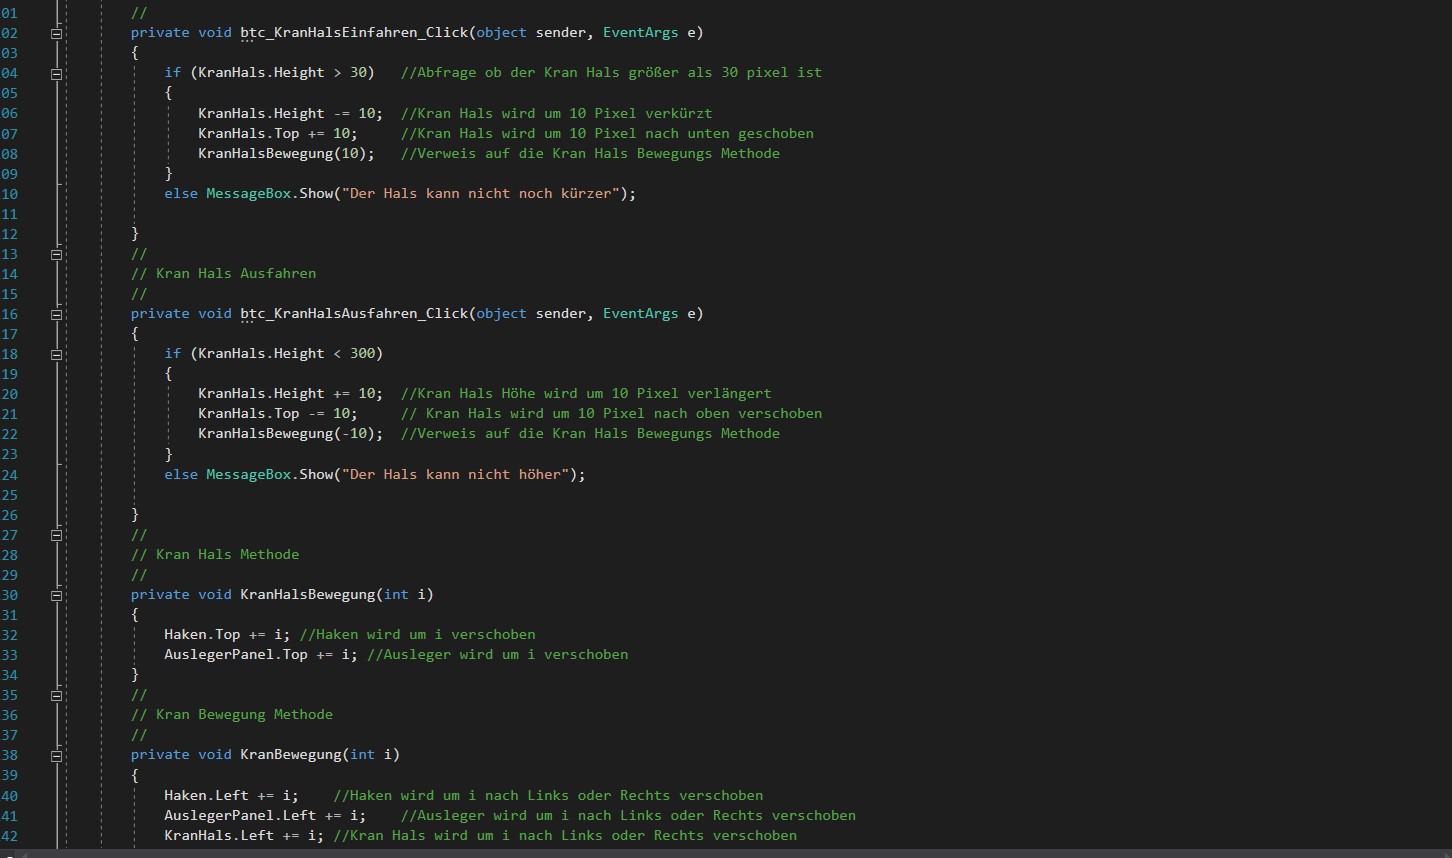 01 //
02 private void btc_KranHalsEinfahren_Click(object sender, EventArgs e)
03 {
04 if (KranHals.Height > 30) //Abfrage ob der Kran Hals größer als 30 pixel ist
05 {
06 KranHals.Height -= 10; //Kran Hals wird um 10 Pixel verkürzt
07 KranHals.Top += 10; //Kran Hals wird um 10 Pixel nach unten geschoben
08 KranHalsBewegung(10); //Verweis auf die Kran Hals Bewegungs Methode
09 }
10 else MessageBox.Show("Der Hals kann nicht noch kürzer");
11
12 }
13 //
14 // Kran Hals Ausfahren
15 //
16 private void btc_KranHalsAusfahren_Click(object sender, EventArgs e)
17 {
18 if (KranHals.Height < 300)
19 {
20 KranHals.Height += 10; //Kran Hals Höhe wird um 10 Pixel verlängert
21 KranHals.Top -= 10; // Kran Hals wird um 10 Pixel nach oben verschoben
22 KranHalsBewegung(-10); //Verweis auf die Kran Hals Bewegungs Methode
23 }
24 else MessageBox.Show("Der Hals kann nicht höher");
25
26 }
27 //
28 // Kran Hals Methode
29 //
30 private void KranHalsBewegung(int i)
31 {
32 Haken.Top += i; //Haken wird um i verschoben
33 AuslegerPanel.Top += i; //Ausleger wird um i verschoben
34 }
35 //
36 // Kran Bewegung Methode
37 //
38 private void KranBewegung(int i)
39 {
40 Haken.Left += i; //Haken wird um i nach Links oder Rechts verschoben
41 AuslegerPanel.Left += i; //Ausleger wird um i nach Links oder Rechts verschoben
42 KranHals.Left += i; //Kran Hals wird um i nach Links oder Rechts verschoben